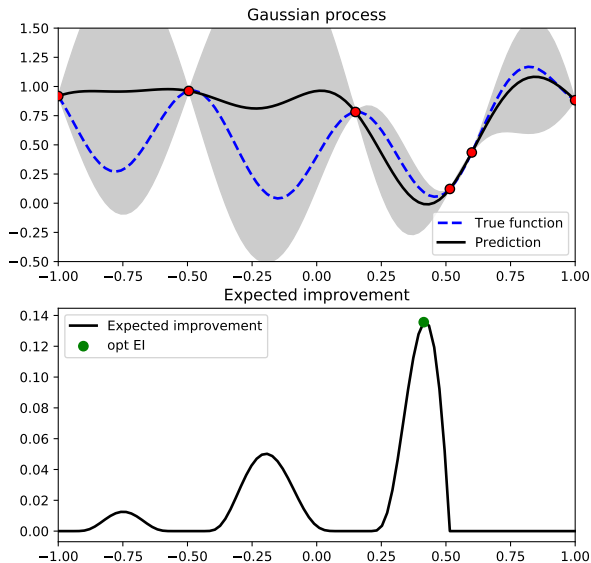 Gaussian process
1.50
1.25
1.00
0.75
0.50
0.25
0.00
−0.25
−0.50
True function
Prediction
−1.00 −0.75 −0.50 −0.25 0.00 0.25 0.50 0.75 1.00
Expected improvement
0.14
0.12
0.10
0.08
0.06
0.04
0.02
0.00
Expected improvement
opt EI
−1.00 −0.75 −0.50 −0.25 0.00 0.25 0.50 0.75 1.00